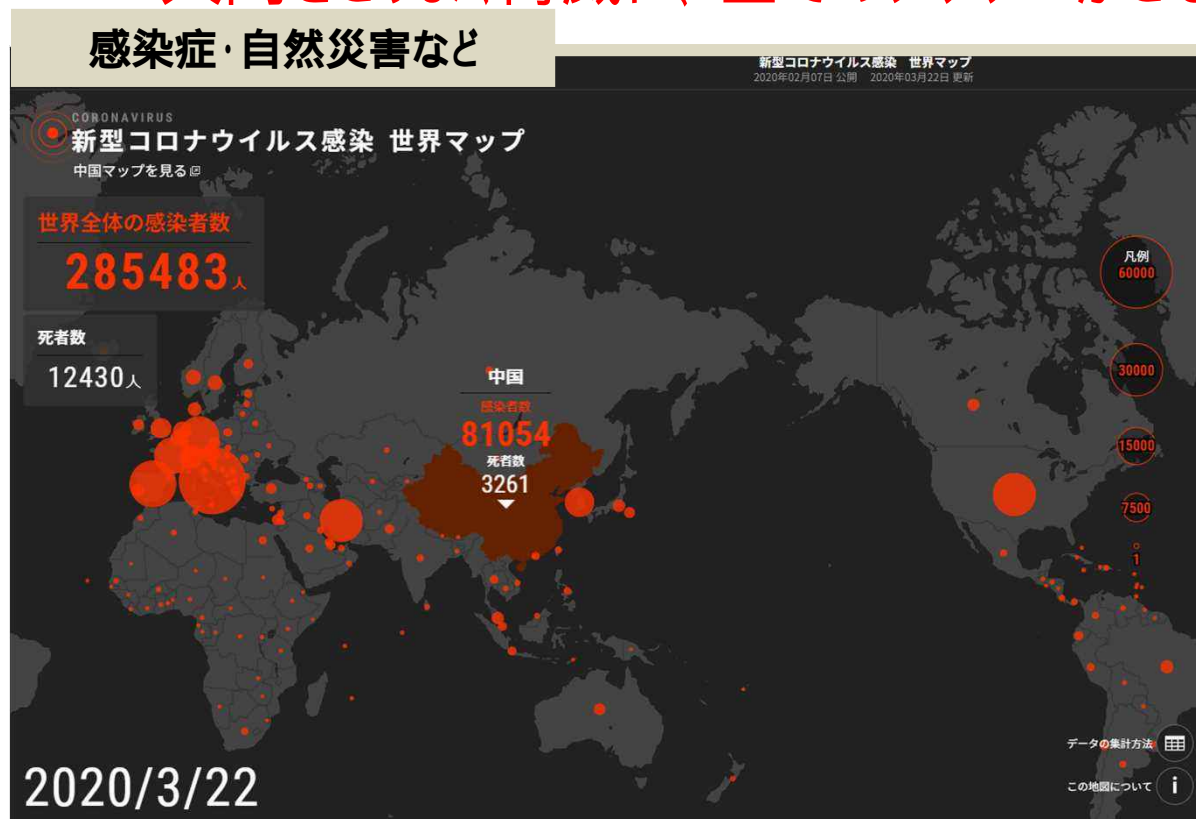 感染症・自然災害など
新型コロナウイルス感染 世界マップ
2020年02月07日 公開 2020年03月22日 更新
CORONAVIRUS
新型コロナウイルス感染 世界マップ
中国マップを見る
世界全体の感染者数
285483人
死者数
12430人
中国
感染者数
81054
死者数
3261
凡例
60000
30000
15000
7500
1
データの集計方法
この地図について i
2020/3/22